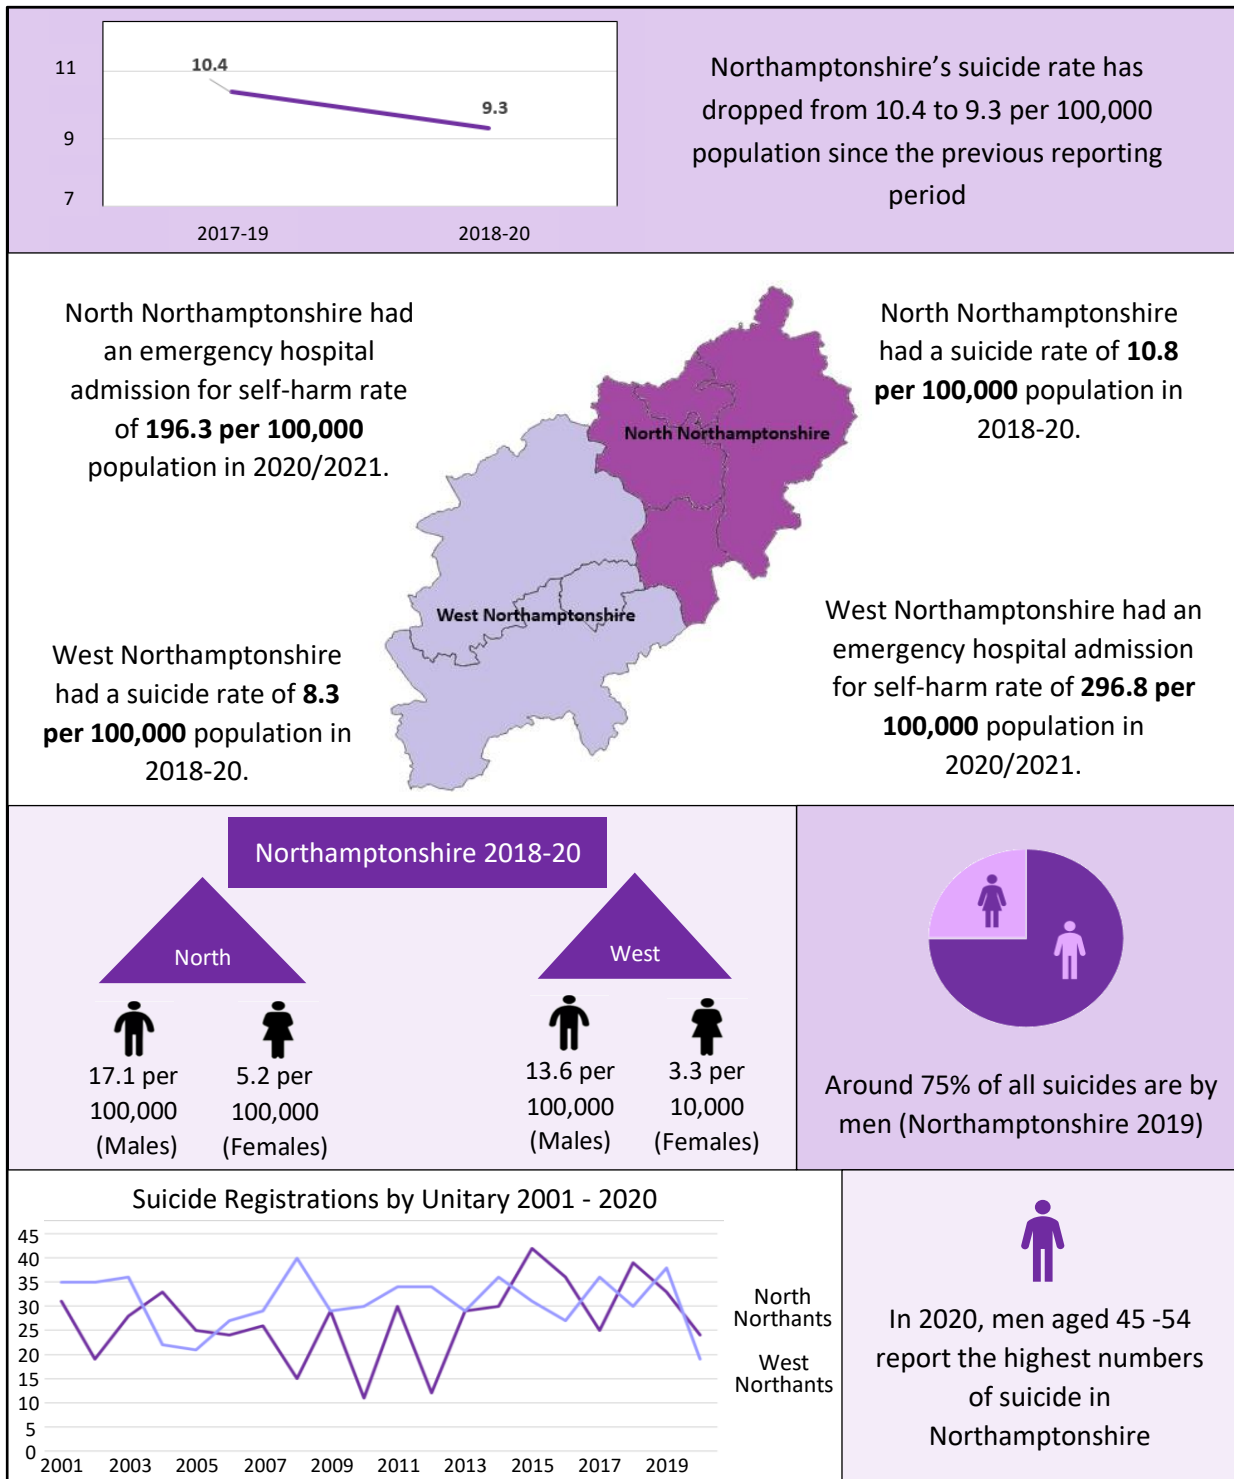 11
9
7
10.4
9.3
2017-19
2018-20
Northamptonshire’s suicide rate has
dropped from 10.4 to 9.3 per 100,000
population since the previous reporting
period
North Northamptonshire had
an emergency hospital
admission for self-harm rate
of 196.3 per 100,000
population in 2020/2021.
North Northamptonshire
had a suicide rate of 10.8
per 100,000 population in
2018-20.
North Northamptonshire
West Northamptonshire
West Northamptonshire
had a suicide rate of 8.3
per 100,000 population in
2018-20.
West Northamptonshire had an
emergency hospital admission
for self-harm rate of 296.8 per
100,000 population in
2020/2021.
Northamptonshire 2018-20
North
West
17.1 per
100,000
(Males)
5.2 per
100,000
(Females)
13.6 per
100,000
(Males)
3.3 per
10,000
(Females)
Around 75% of all suicides are by
men (Northamptonshire 2019)
Suicide Registrations by Unitary 2001 - 2020
45
40
35
30
25
20
15
10
5
0
2001
2003
2005
2007
2009
2011
2013
2015
2017
2019
North
Northants
West
Northants
In 2020, men aged 45 -54
report the highest numbers
of suicide in
Northamptonshire